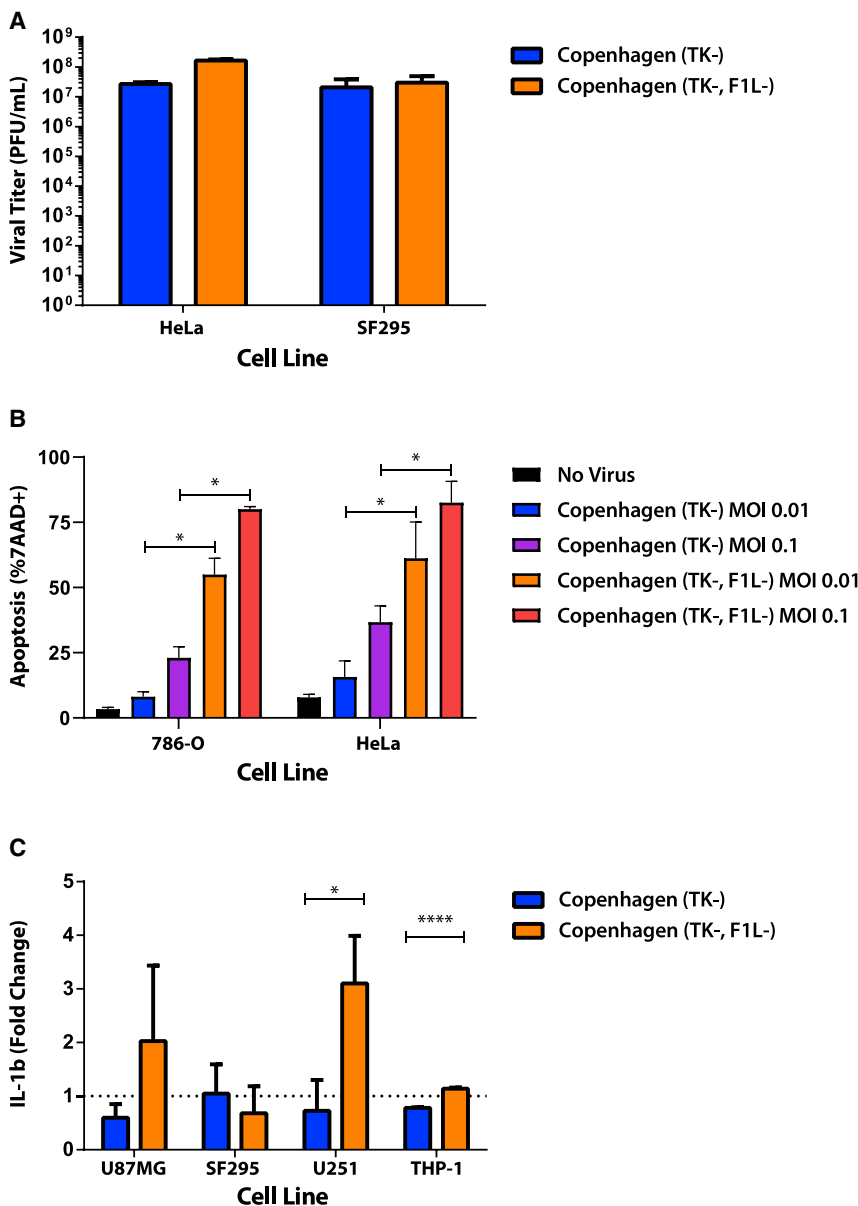 A
Viral Titer (PFU/mL)
10⁹
10⁸
10⁷
10⁶
10⁵
10⁴
10³
10²
10¹
10⁰
HeLa
SF295
Cell Line
Copenhagen (TK-)
Copenhagen (TK-, F1L-)
B
Apoptosis (%7AAD+)
100
75
50
25
0
*
*
*
*
786-O
HeLa
Cell Line
No Virus
Copenhagen (TK-) MOI 0.01
Copenhagen (TK-) MOI 0.1
Copenhagen (TK-, F1L-) MOI 0.01
Copenhagen (TK-, F1L-) MOI 0.1
C
IL-1b (Fold Change)
5
4
3
2
1
0
*
****
U87MG
SF295
U251
THP-1
Cell Line
Copenhagen (TK-)
Copenhagen (TK-, F1L-)